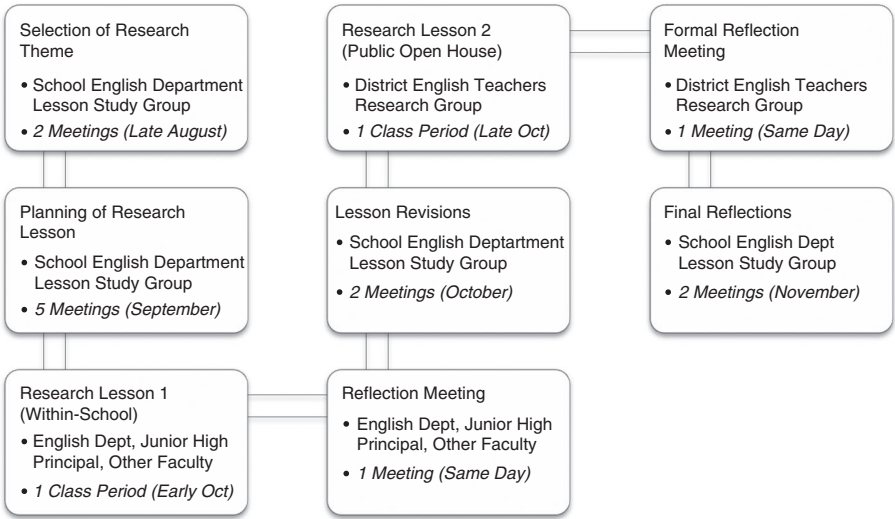 Selection of Research
Theme
• School English Department
Lesson Study Group
• 2 Meetings (Late August)
Planning of Research
Lesson
• School English Department
Lesson Study Group
• 5 Meetings (September)
Research Lesson 1
(Within-School)
• English Dept, Junior High
Principal, Other Faculty
• 1 Class Period (Early Oct)
Reflection Meeting
• English Dept, Junior High
Principal, Other Faculty
• 1 Meeting (Same Day)
Lesson Revisions
• School English Deptartment
Lesson Study Group
• 2 Meetings (October)
Research Lesson 2
(Public Open House)
• District English Teachers
Research Group
• 1 Class Period (Late Oct)
Formal Reflection
Meeting
• District English Teachers
Research Group
• 1 Meeting (Same Day)
Final Reflections
• School English Dept
Lesson Study Group
• 2 Meetings (November)